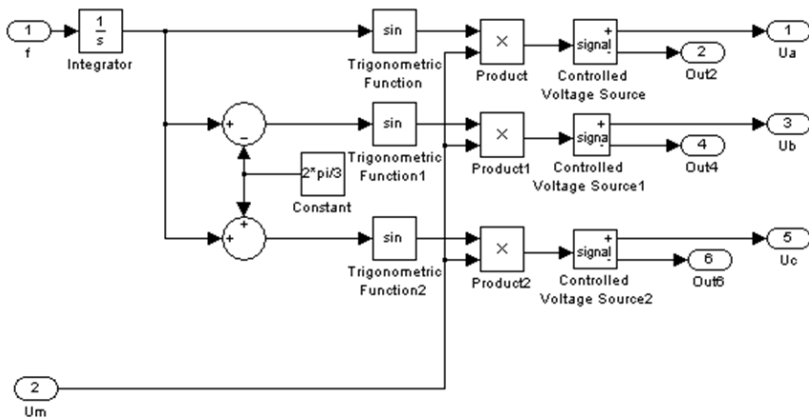 1
f
1
s
Integrator
sin
Trigonometric
Function
×
Product
signal
+
-
Controlled
Voltage Source
1
Ua
2
Out2
+
−
sin
Trigonometric
Function1
×
Product1
signal
+
-
Controlled
Voltage Source1
3
Ub
4
Out4
2*pi/3
Constant
+
+
sin
Trigonometric
Function2
×
Product2
signal
+
-
Controlled
Voltage Source2
5
Uc
6
Out6
2
Um